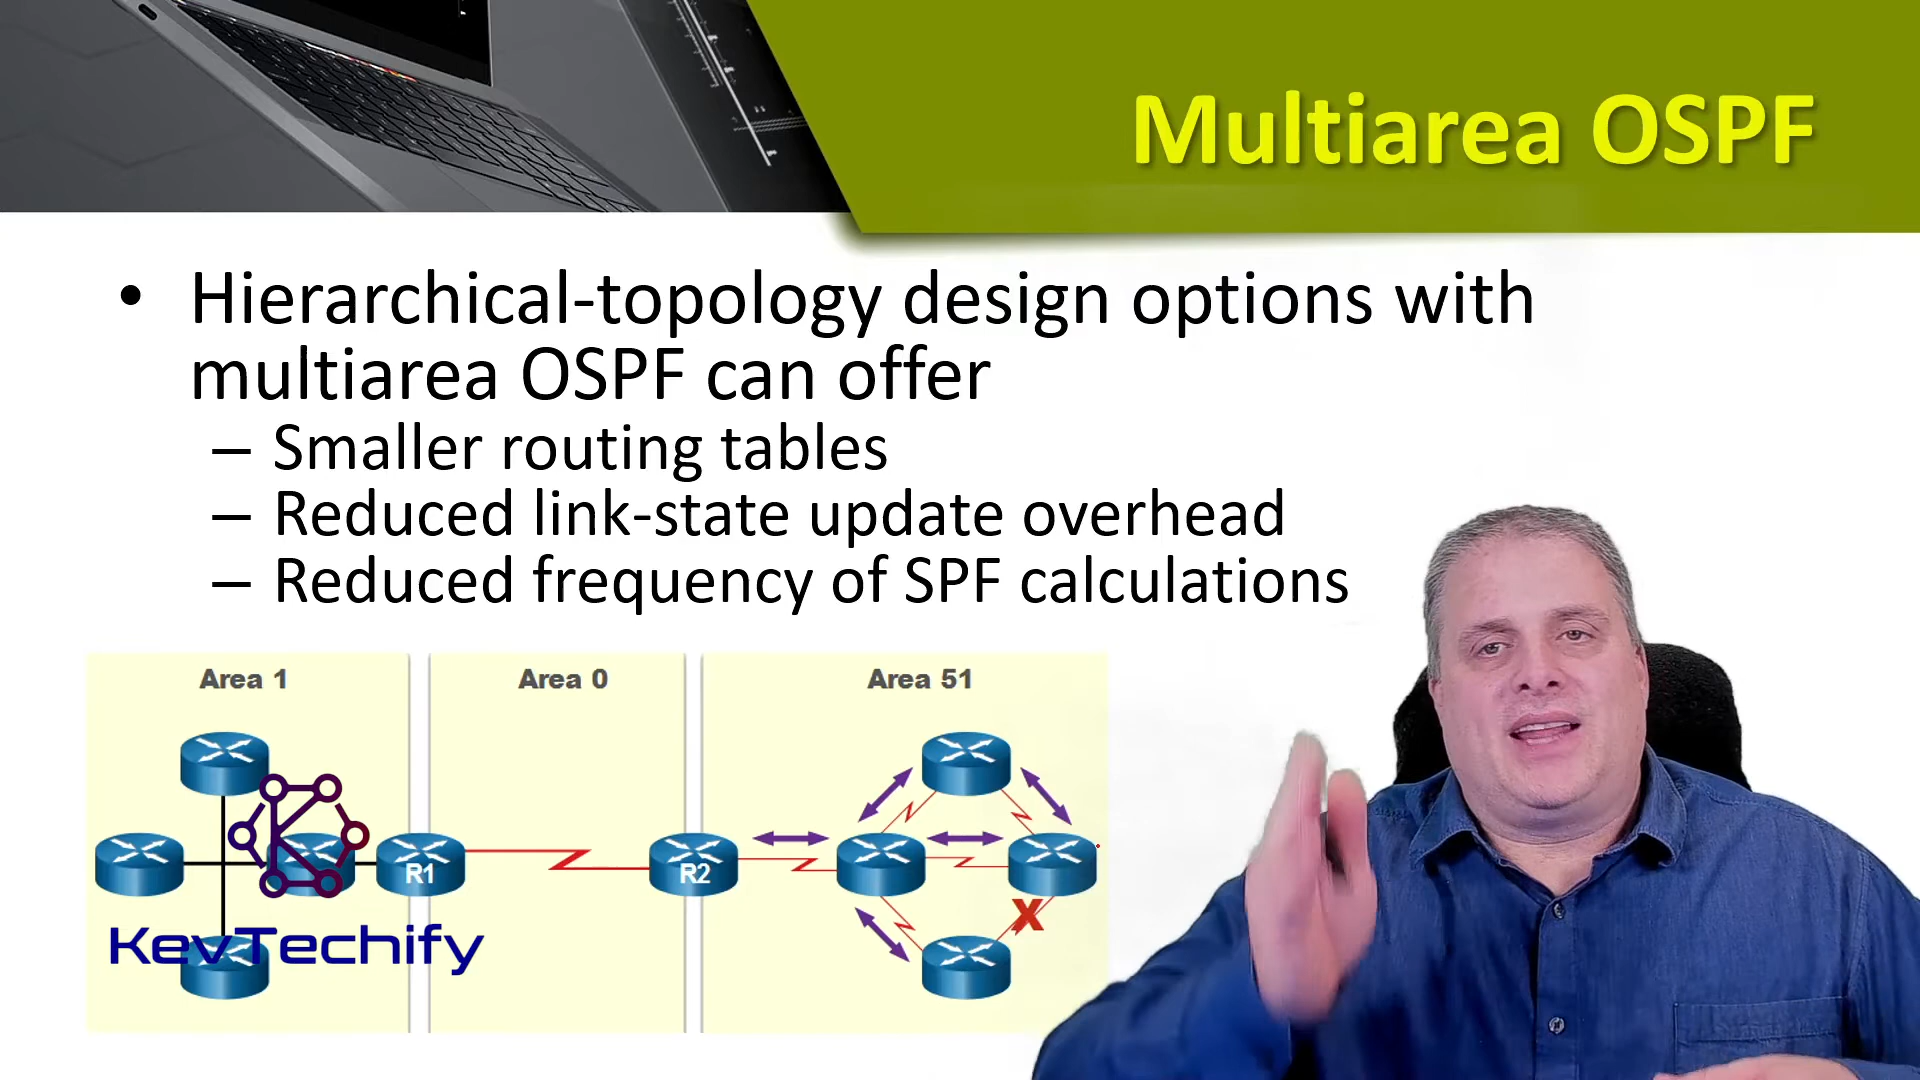 Multiarea OSPF
• Hierarchical-topology design options with
multiarea OSPF can offer
– Smaller routing tables
– Reduced link-state update overhead
– Reduced frequency of SPF calculations
Area 1
Area 0
Area 51
R1
R2
X
KevTechify